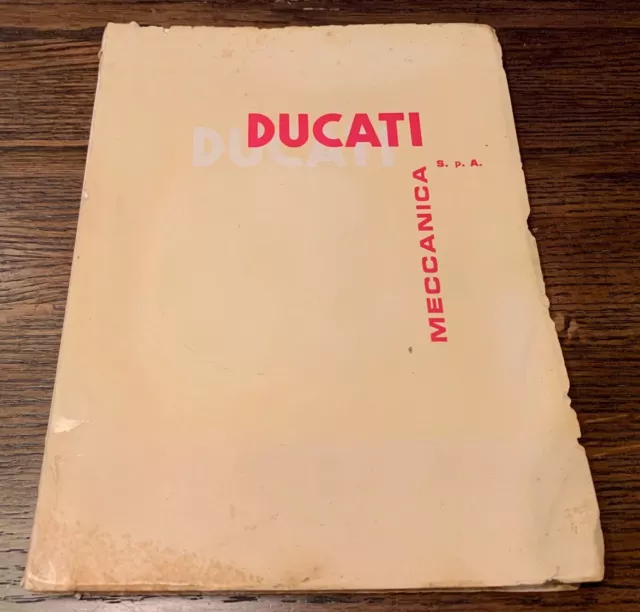 DUCATI
DUCATI
S. p. A.
MECCANICA